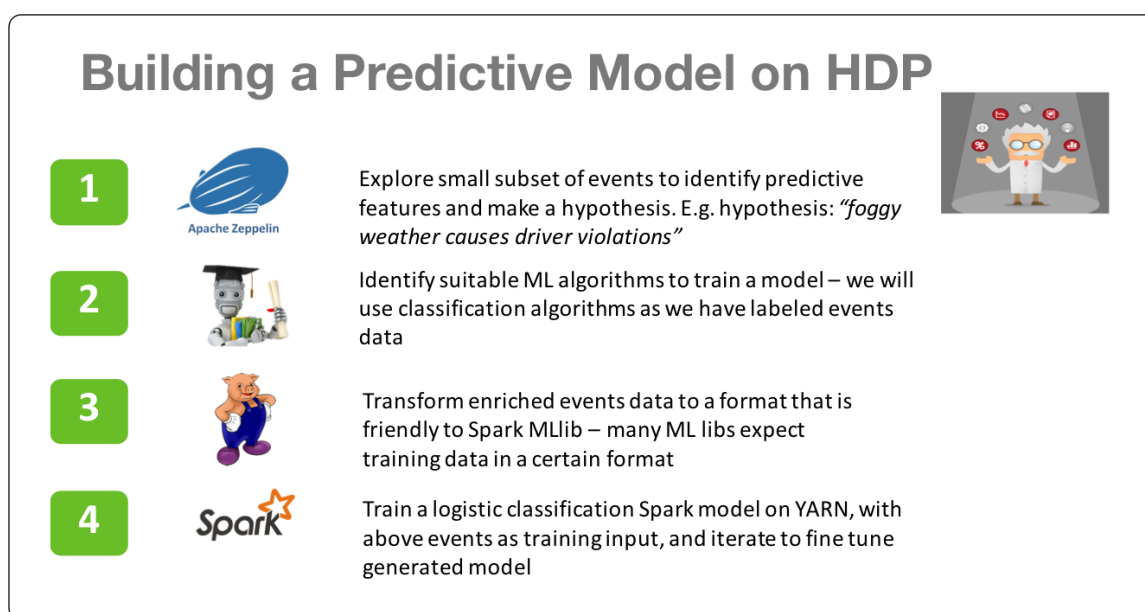 Building a Predictive Model on HDP
1
Apache Zeppelin
Explore small subset of events to identify predictive
features and make a hypothesis. E.g. hypothesis: “foggy
weather causes driver violations”
2
Identify suitable ML algorithms to train a model – we will
use classification algorithms as we have labeled events
data
3
Transform enriched events data to a format that is
friendly to Spark MLlib – many ML libs expect
training data in a certain format
4
Spark
Train a logistic classification Spark model on YARN, with
above events as training input, and iterate to fine tune
generated model